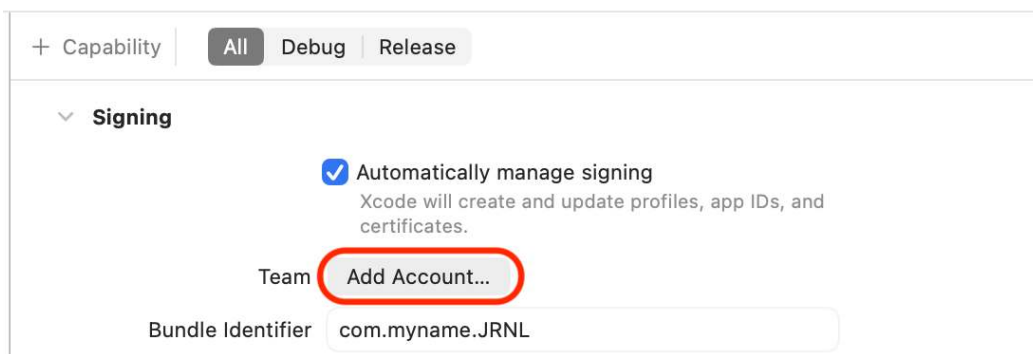 + Capability All Debug Release
Signing
Automatically manage signing
Xcode will create and update profiles, app IDs, and
certificates.
Team Add Account...
Bundle Identifier com.myname.JRNL